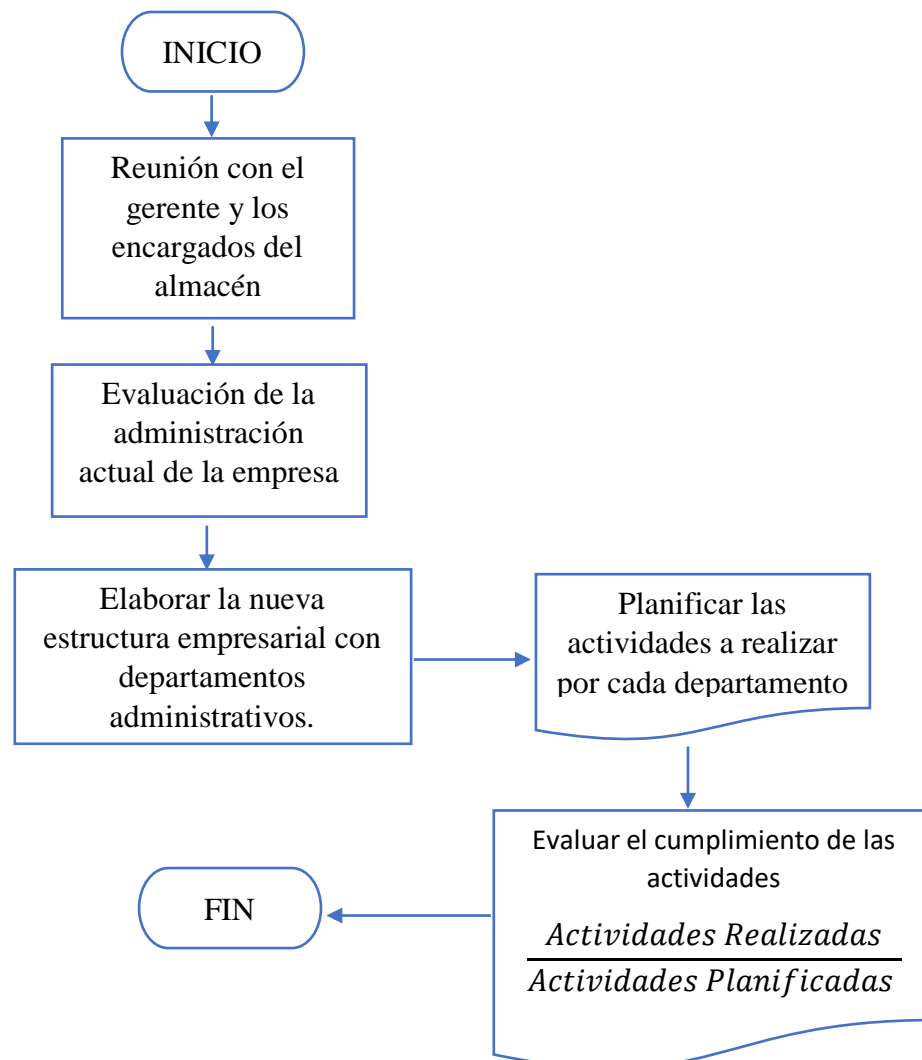 INICIO
Reunión con el
gerente y los
encargados del
almacén
Evaluación de la
administración
actual de la empresa
Elaborar la nueva
estructura empresarial con
departamentos
administrativos.
Planificar las
actividades a realizar
por cada departamento
Evaluar el cumplimiento de las
actividades
Actividades Realizadas
Actividades Planificadas
FIN